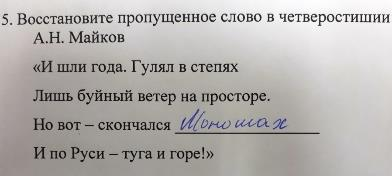 5. Восстановите пропущенное слово в четверостишии
А.Н. Майков
«И шли года. Гулял в степях
Лишь буйный ветер на просторе.
Но вот – скончался Мономах
И по Руси – туга и горе!»